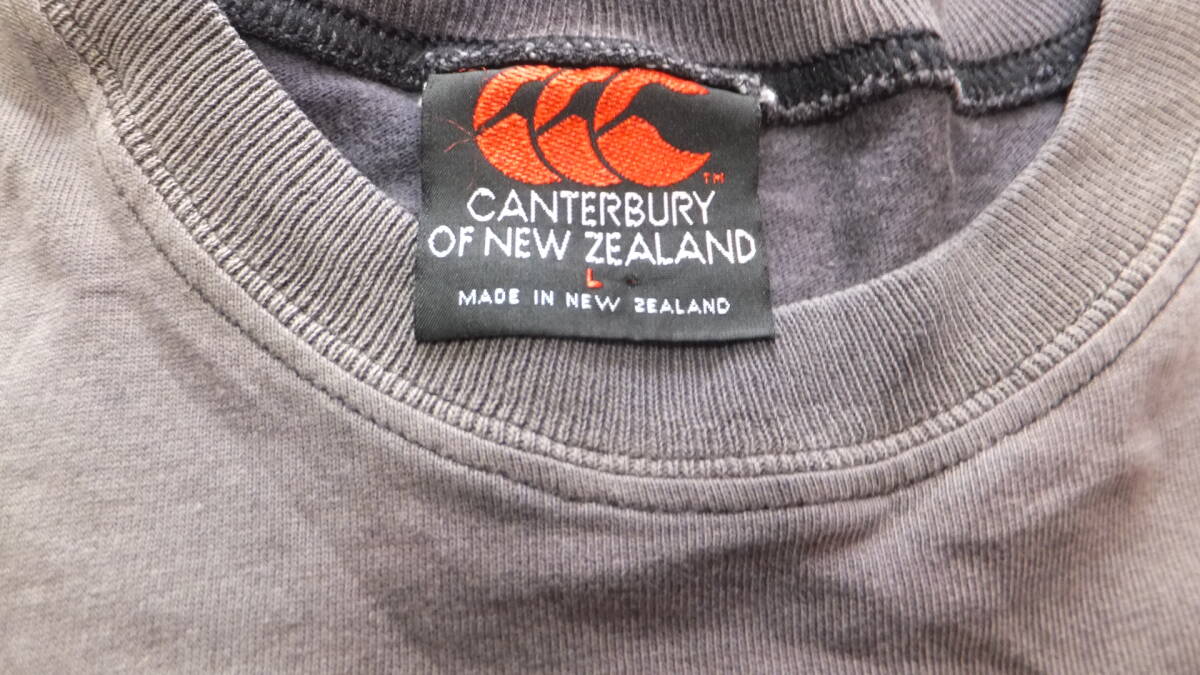 TM
CANTERBURY
OF NEW ZEALAND
L
MADE IN NEW ZEALAND